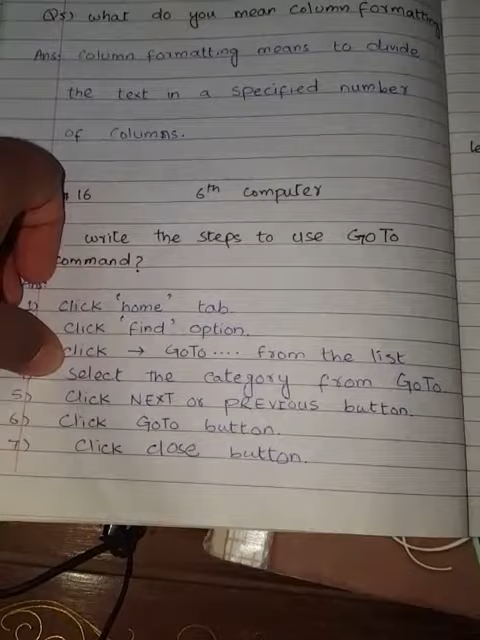 Q5) what do you mean column formatting
Ans: column formatting means to divide
the text in a specified number
of columns.
16 6th computer
write the steps to use GoTo
command?
Ans:
1) click 'home' tab.
click 'find' option.
click → GoTo.... from the list
select the category from GoTo
5) Click NEXT or PREVIOUS button.
6) Click GoTo button.
7) Click close button.